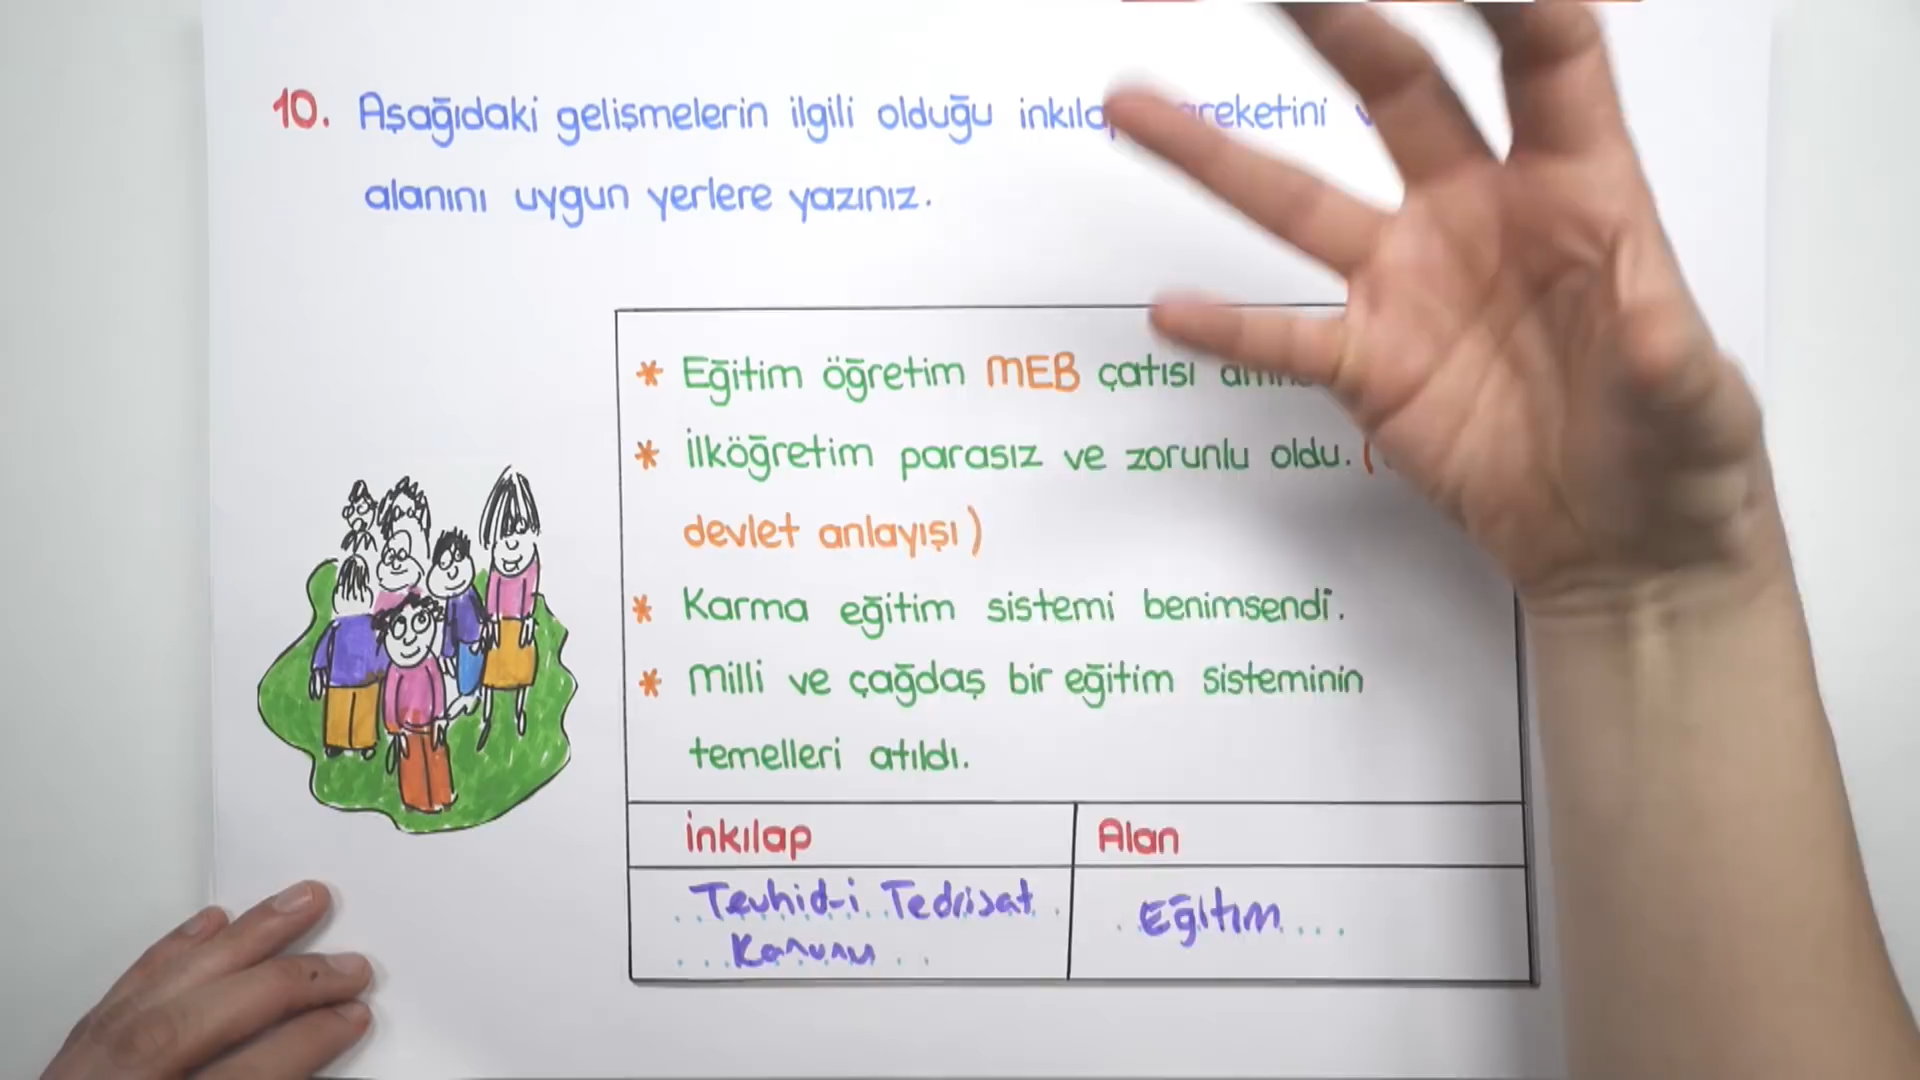 10. Aşağıdaki gelişmelerin ilgili olduğu
alanını uygun yerlere yazınız.
* Eğitim öğretim MEB çatısı
* İlköğretim parasız ve zorunlu oldu. (
devlet anlayışı)
* Karma eğitim sistemi benimsendi.
* Milli ve çağdaş bir eğitim sisteminin
temelleri atıldı.
İnkılap Alan
Tevhid-i Tedrisat Eğitim
Kanunu